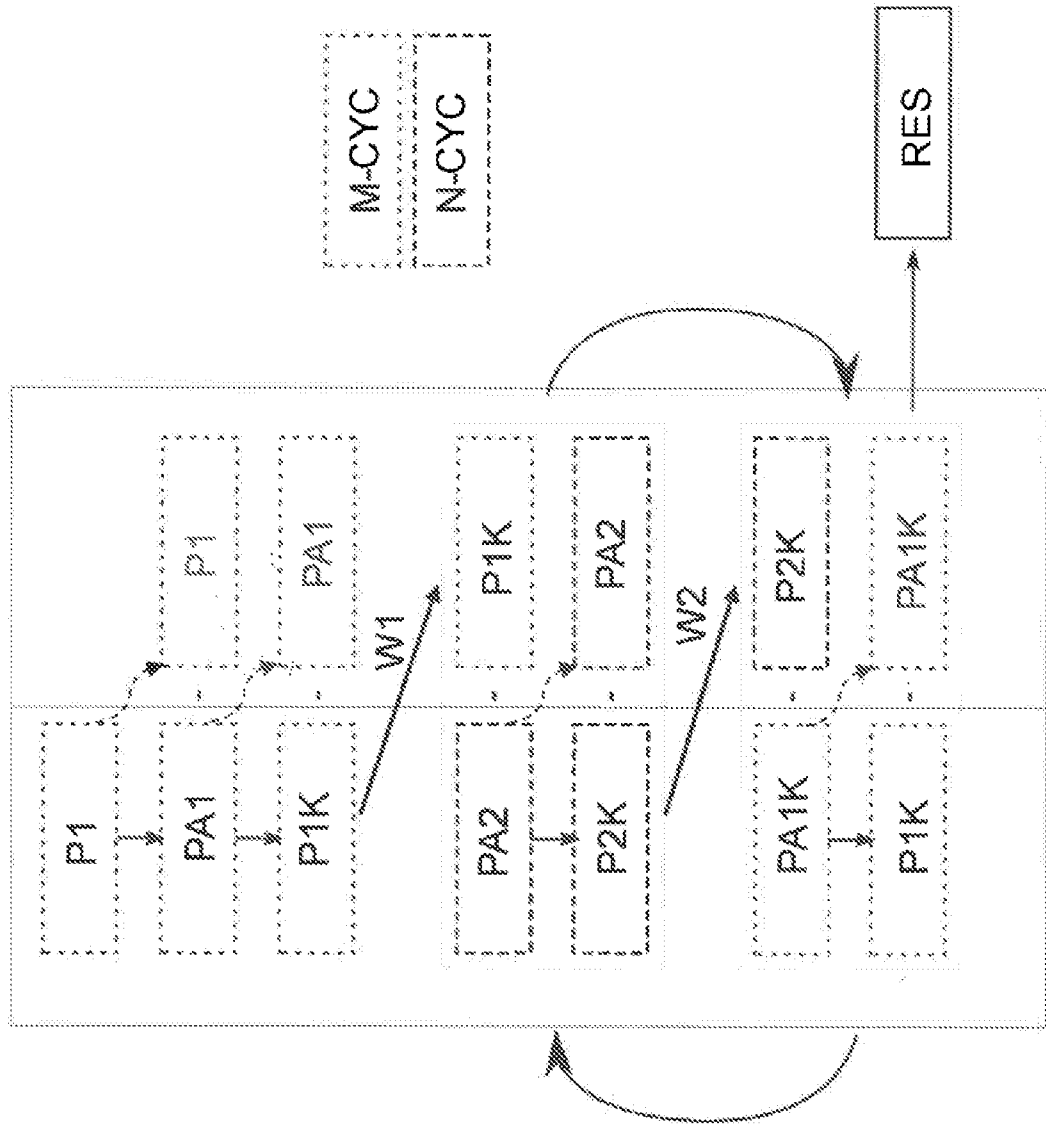 P1
PA1 - P1
P1K - PA1
M-CYC
W1
N-CYC
PA2 - P1K
P2K - PA2
W2
PA1K - P2K
P1K - PA1K
RES